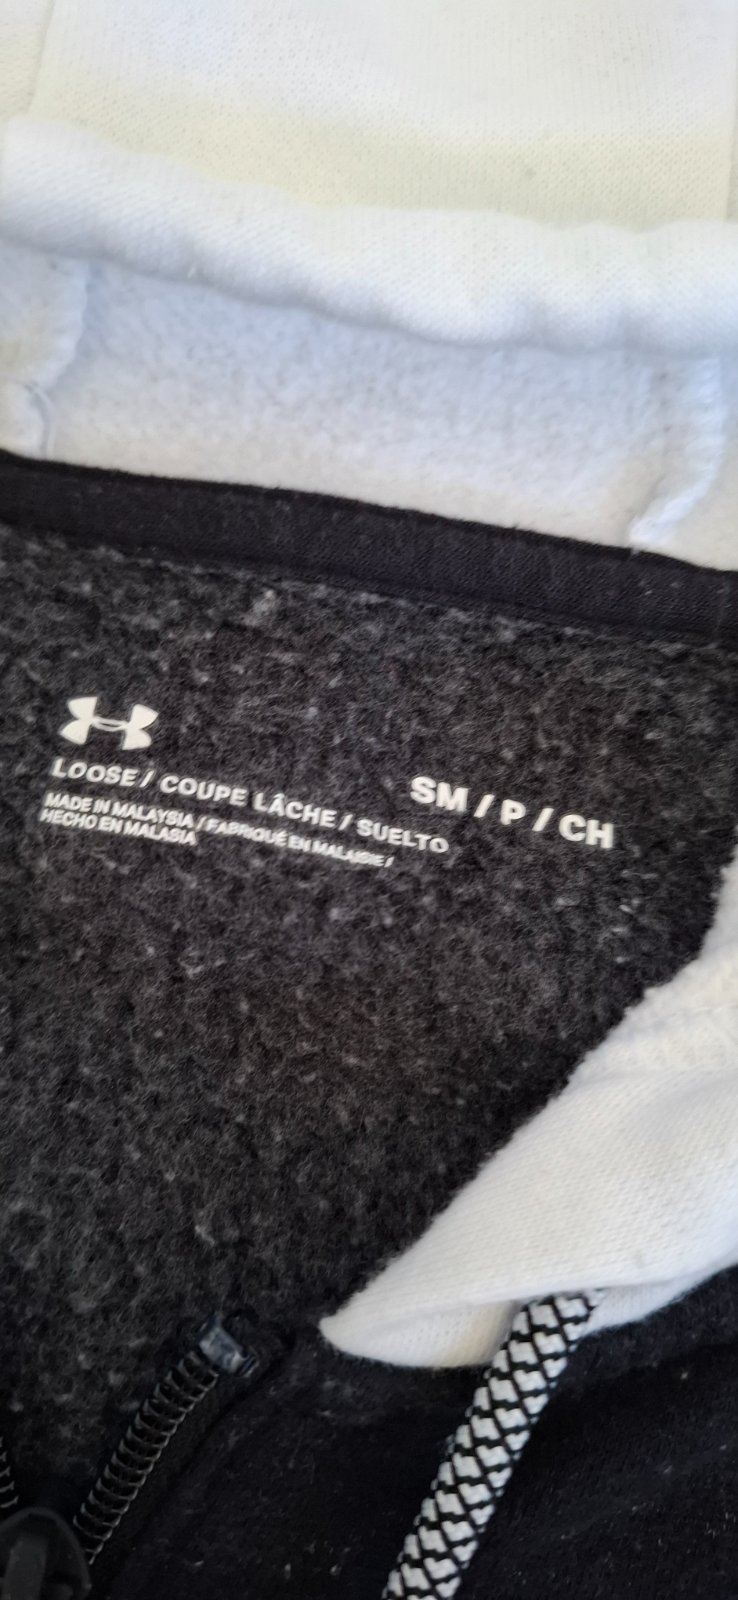 LOOSE / COUPE LÂCHE / SUELTO
SM / P / CH
MADE IN MALAYSIA / FABRIQUÉ EN MALAISIE /
HECHO EN MALASIA